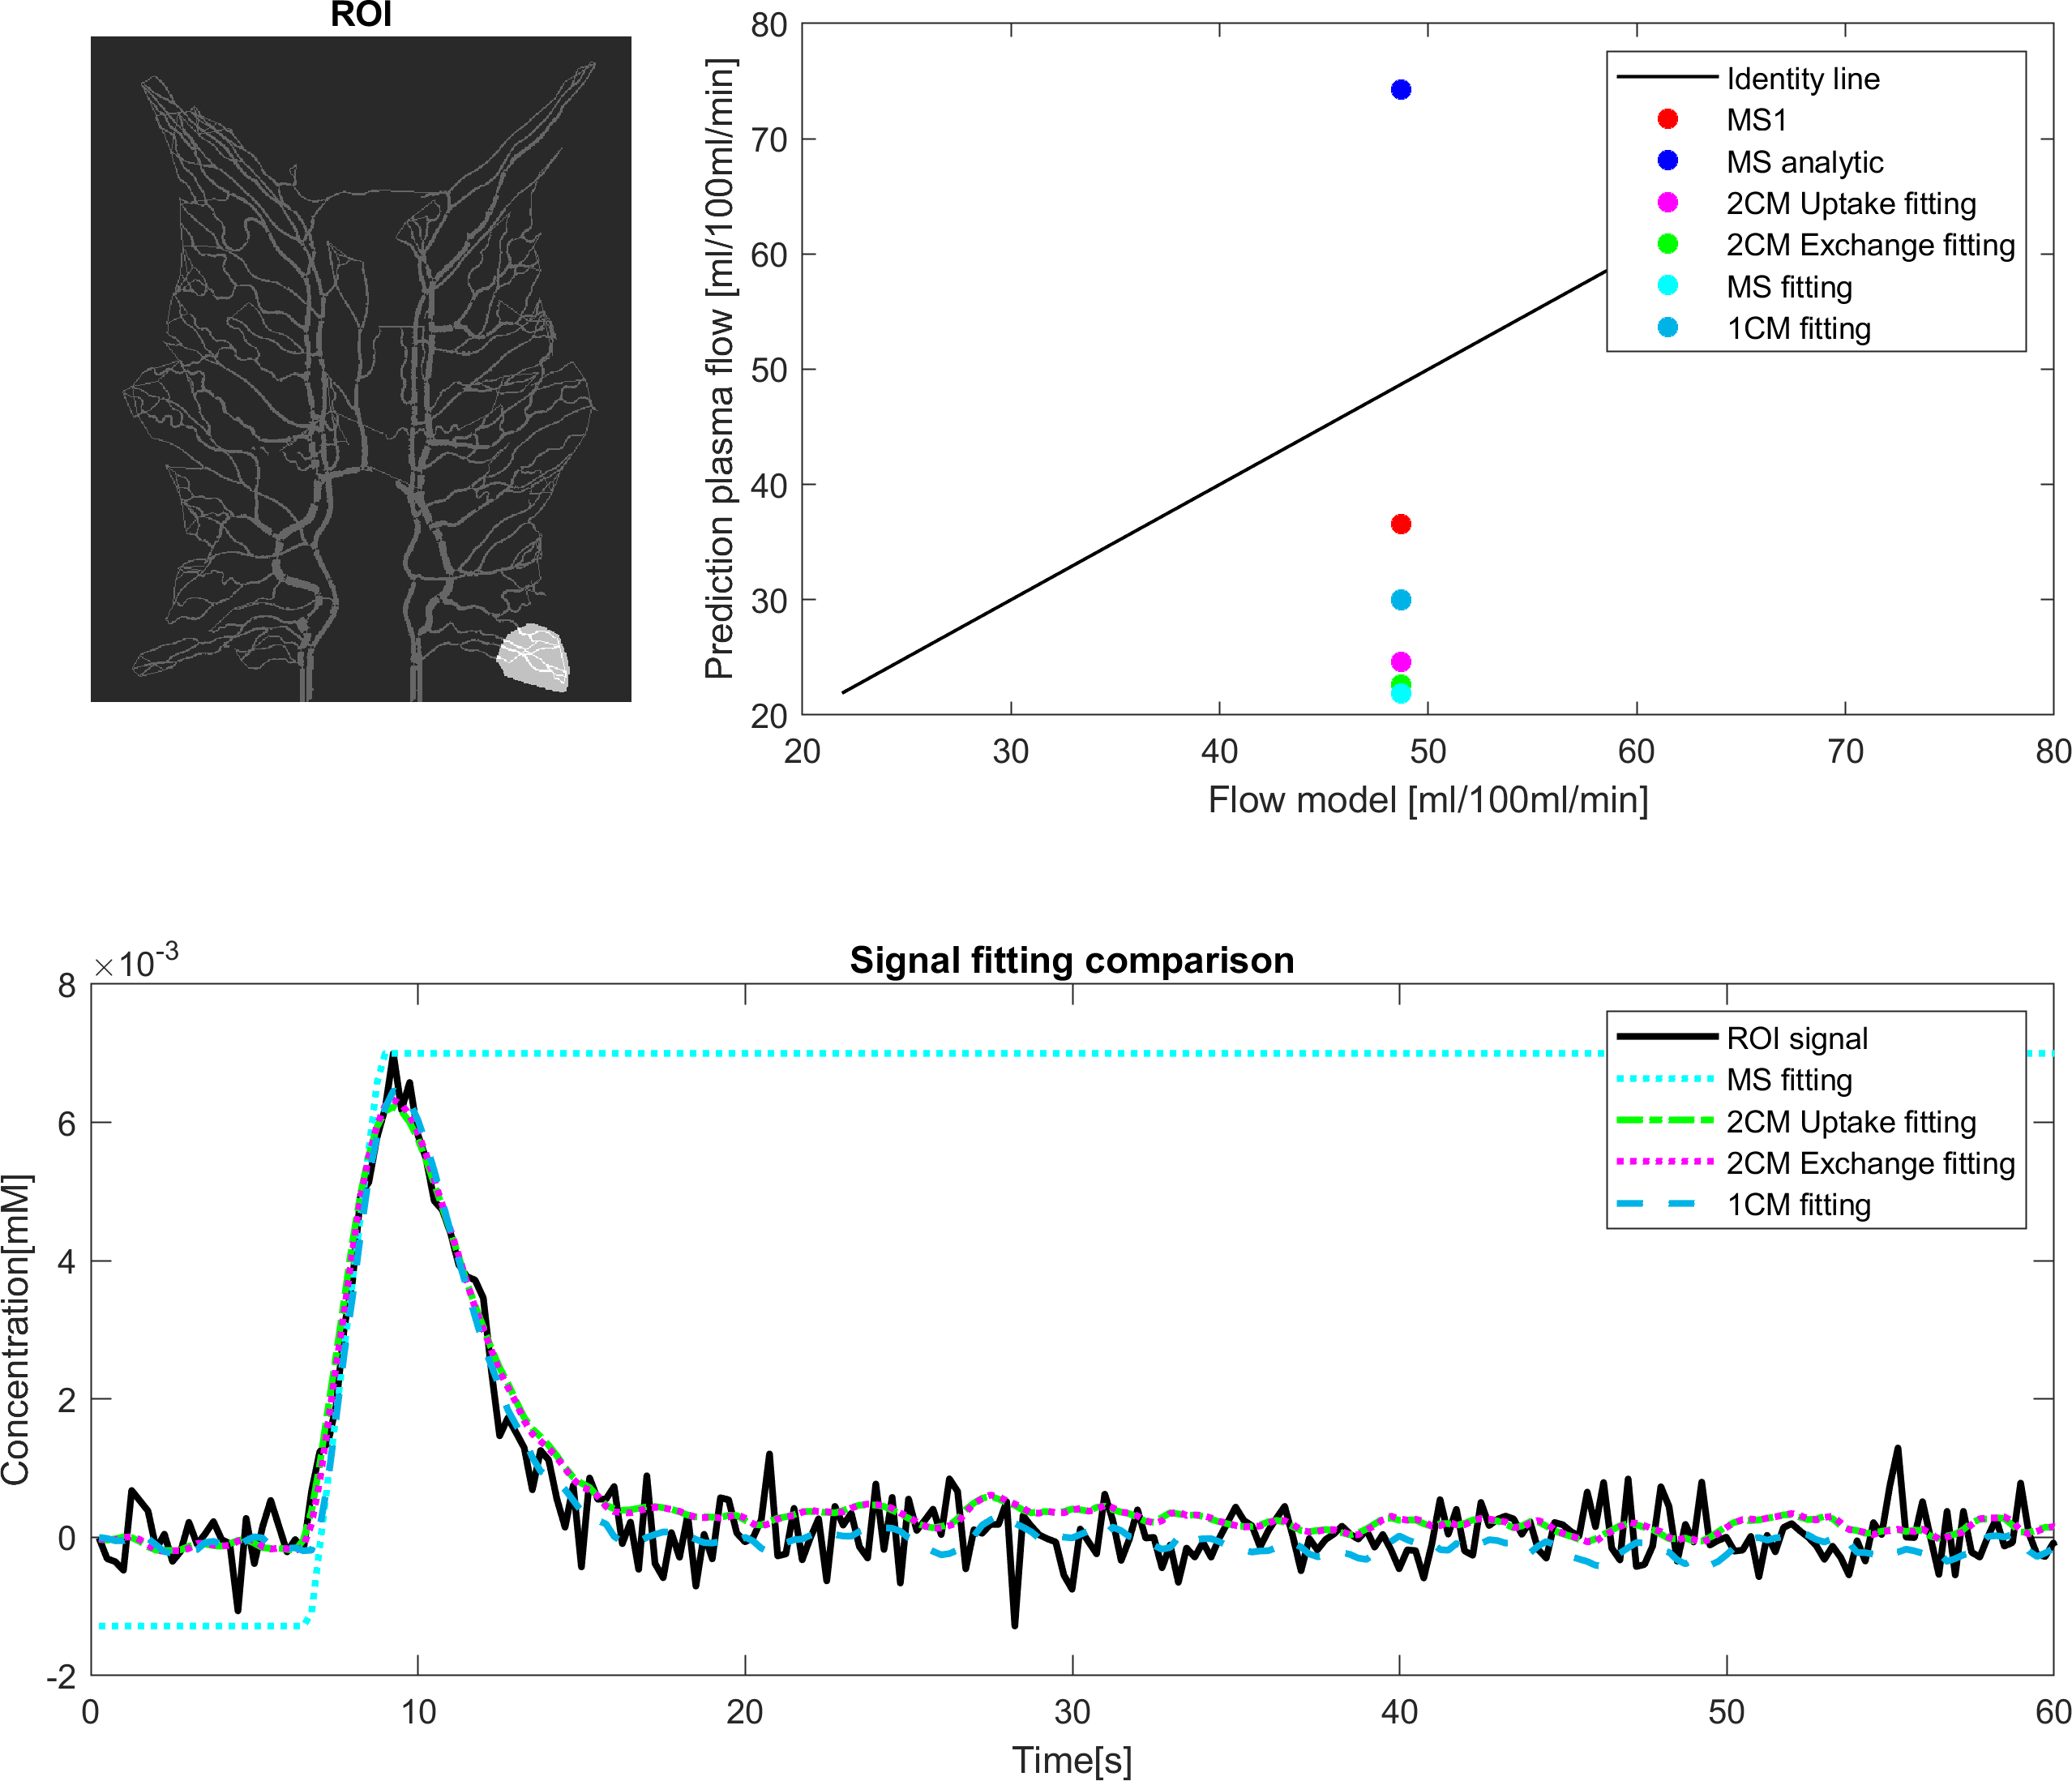 ROI
80
70
60
50
40
30
20
Prediction plasma flow [ml/100ml/min]
20 30 40 50 60 70 80
Flow model [ml/100ml/min]
Identity line
MS1
MS analytic
2CM Uptake fitting
2CM Exchange fitting
MS fitting
1CM fitting
Signal fitting comparison
×10-3
8
6
4
2
0
-2
Concentration[mM]
0 10 20 30 40 50 60
Time[s]
ROI signal
MS fitting
2CM Uptake fitting
2CM Exchange fitting
1CM fitting